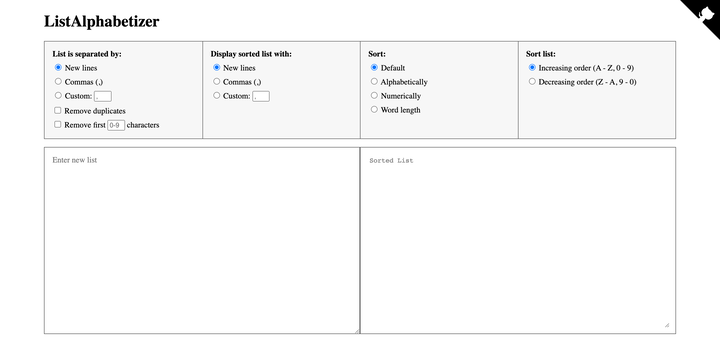 ListAlphabetizer
List is separated by:
New lines
Commas (,)
Custom: .
Remove duplicates
Remove first 0-9 characters
Display sorted list with:
New lines
Commas (,)
Custom: .
Sort:
Default
Alphabetically
Numerically
Word length
Sort list:
Increasing order (A - Z, 0 - 9)
Decreasing order (Z - A, 9 - 0)
Enter new list
Sorted List